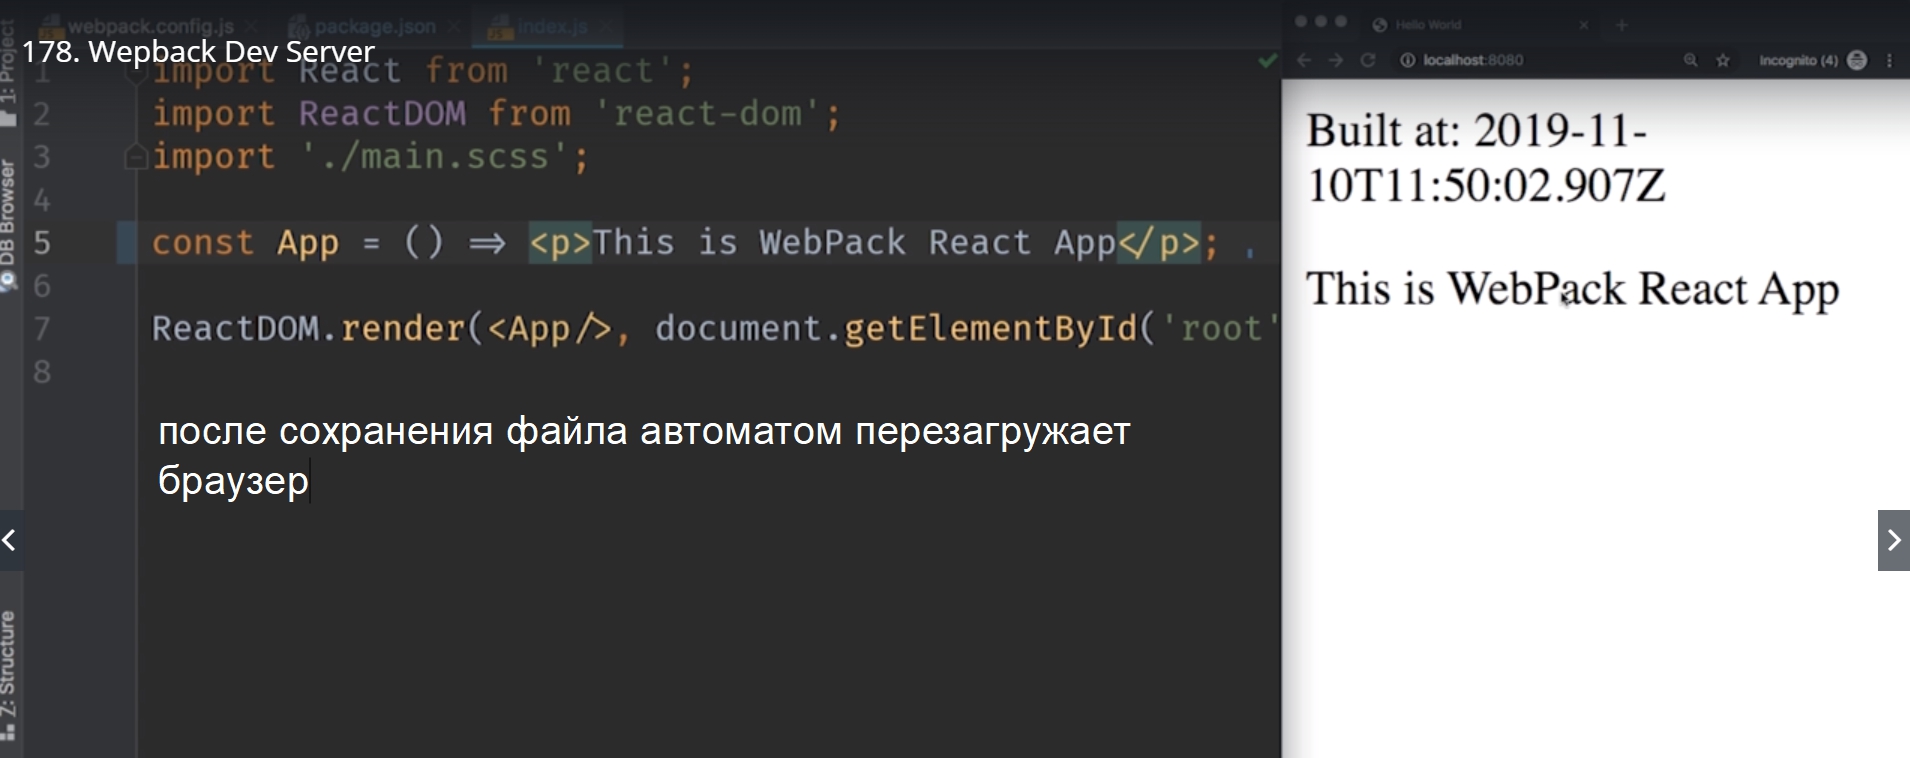 webpack.config.js package.json index.js
178. Wepback Dev Server
1: Project
DB Browser
Z: Structure
1 import React from 'react';
2 import ReactDOM from 'react-dom';
3 import './main.scss';
4
5 const App = () => <p>This is WebPack React App</p>;
6
7 ReactDOM.render(<App/>, document.getElementById('root'
8
после сохранения файла автоматом перезагружает
браузер
Hello World
localhost:8080 Incognito (4)
Built at: 2019-11-
10T11:50:02.907Z
This is WebPack React App